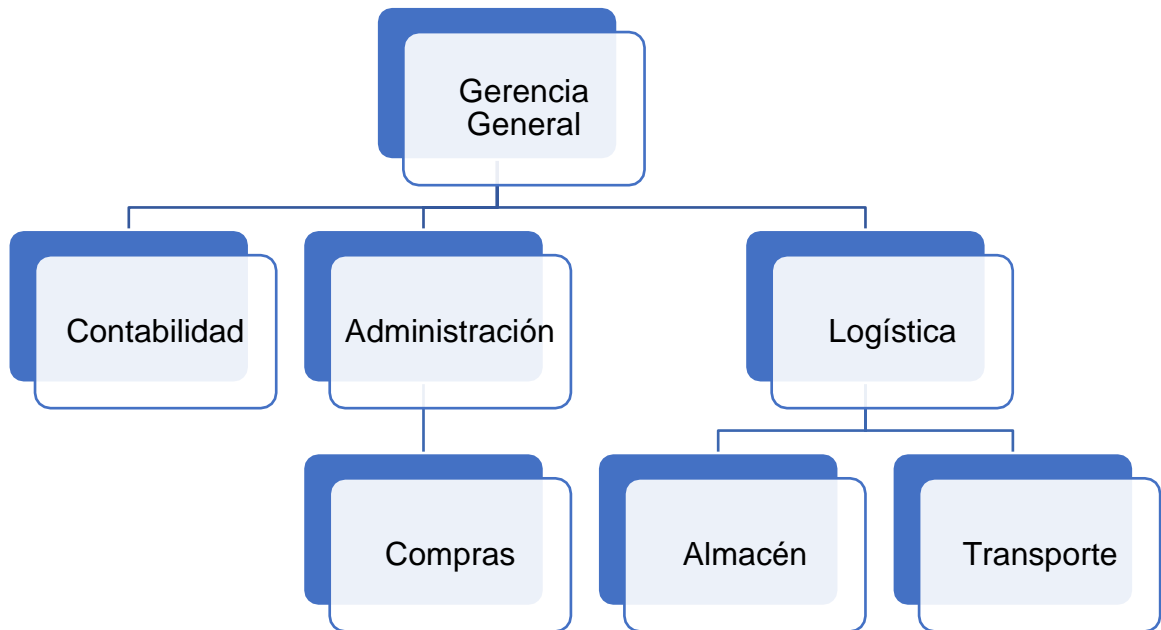 Gerencia
General
Contabilidad
Administración
Logística
Compras
Almacén
Transporte